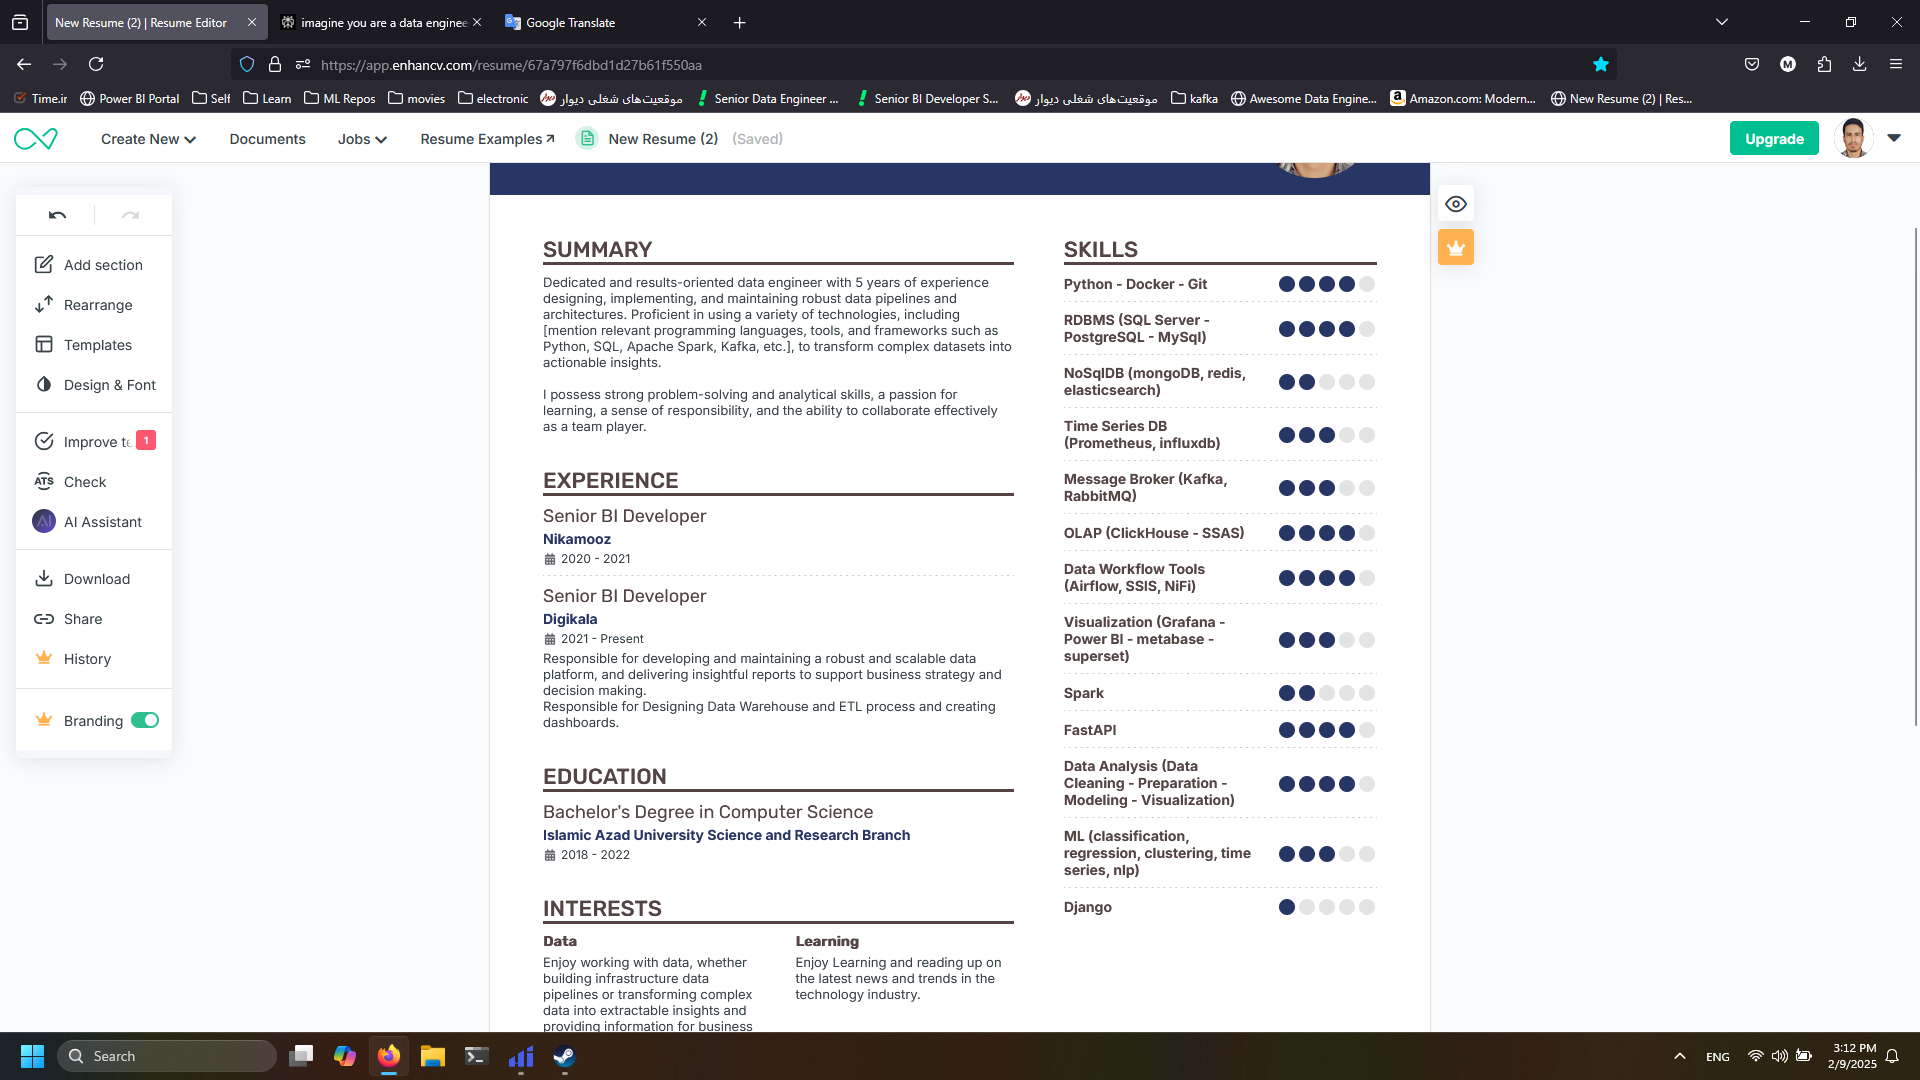 New Resume (2) | Resume Editor
imagine you are a data enginee
Google Translate
https://app.enhancv.com/resume/67a797f6dbd1d27b61f550aa
M
Time.ir
Power BI Portal
Self
Learn
ML Repos
movies
electronic
موقعیت‌های شغلی دیوار
Senior Data Engineer ...
Senior BI Developer S...
موقعیت‌های شغلی دیوار
kafka
Awesome Data Engine...
Amazon.com: Modern...
New Resume (2) | Res...
Create New
Documents
Jobs
Resume Examples
New Resume (2)
(Saved)
Upgrade
Add section
Rearrange
Templates
Design & Font
Improve te
1
ATS
Check
AI
AI Assistant
Download
Share
History
Branding
SUMMARY
Dedicated and results-oriented data engineer with 5 years of experience
designing, implementing, and maintaining robust data pipelines and
architectures. Proficient in using a variety of technologies, including
[mention relevant programming languages, tools, and frameworks such as
Python, SQL, Apache Spark, Kafka, etc.], to transform complex datasets into
actionable insights.
I possess strong problem-solving and analytical skills, a passion for
learning, a sense of responsibility, and the ability to collaborate effectively
as a team player.
EXPERIENCE
Senior BI Developer
Nikamooz
2020 - 2021
Senior BI Developer
Digikala
2021 - Present
Responsible for developing and maintaining a robust and scalable data
platform, and delivering insightful reports to support business strategy and
decision making.
Responsible for Designing Data Warehouse and ETL process and creating
dashboards.
EDUCATION
Bachelor's Degree in Computer Science
Islamic Azad University Science and Research Branch
2018 - 2022
INTERESTS
Data
Enjoy working with data, whether
building infrastructure data
pipelines or transforming complex
data into extractable insights and
providing information for business
Learning
Enjoy Learning and reading up on
the latest news and trends in the
technology industry.
SKILLS
Python - Docker - Git
RDBMS (SQL Server -
PostgreSQL - MySql)
NoSqlDB (mongoDB, redis,
elasticsearch)
Time Series DB
(Prometheus, influxdb)
Message Broker (Kafka,
RabbitMQ)
OLAP (ClickHouse - SSAS)
Data Workflow Tools
(Airflow, SSIS, NiFi)
Visualization (Grafana -
Power BI - metabase -
superset)
Spark
FastAPI
Data Analysis (Data
Cleaning - Preparation -
Modeling - Visualization)
ML (classification,
regression, clustering, time
series, nlp)
Django
Search
ENG
3:12 PM
2/9/2025